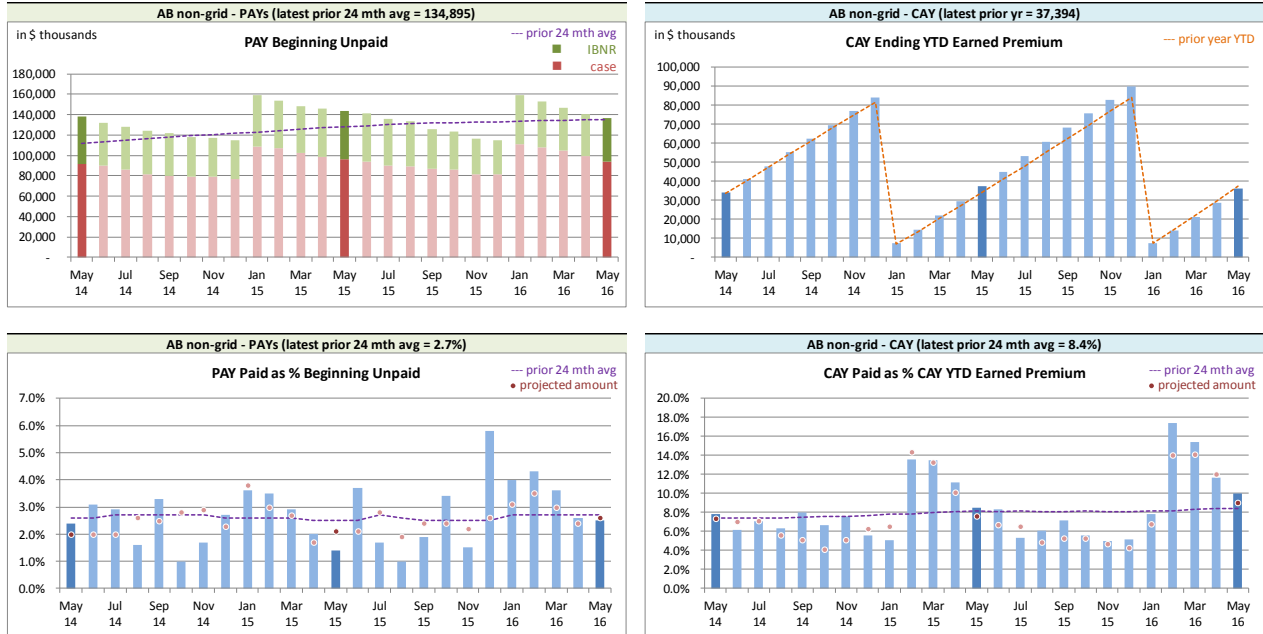 AB non-grid - PAYs (latest prior 24 mth avg = 134,895)
in $ thousands
PAY Beginning Unpaid
--- prior 24 mth avg
IBNR
case
180,000
160,000
140,000
120,000
100,000
80,000
60,000
40,000
20,000
-
May Jul Sep Nov Jan Mar May Jul Sep Nov Jan Mar May
14 14 14 14 15 15 15 15 15 15 16 16 16
AB non-grid - CAY (latest prior yr = 37,394)
in $ thousands
CAY Ending YTD Earned Premium
--- prior year YTD
100,000
90,000
80,000
70,000
60,000
50,000
40,000
30,000
20,000
10,000
-
May Jul Sep Nov Jan Mar May Jul Sep Nov Jan Mar May
14 14 14 14 15 15 15 15 15 15 16 16 16
AB non-grid - PAYs (latest prior 24 mth avg = 2.7%)
PAY Paid as % Beginning Unpaid
--- prior 24 mth avg
• projected amount
7.0%
6.0%
5.0%
4.0%
3.0%
2.0%
1.0%
0.0%
May Jul Sep Nov Jan Mar May Jul Sep Nov Jan Mar May
14 14 14 14 15 15 15 15 15 15 16 16 16
AB non-grid - CAY (latest prior 24 mth avg = 8.4%)
CAY Paid as % CAY YTD Earned Premium
--- prior 24 mth avg
• projected amount
20.0%
18.0%
16.0%
14.0%
12.0%
10.0%
8.0%
6.0%
4.0%
2.0%
0.0%
May Jul Sep Nov Jan Mar May Jul Sep Nov Jan Mar May
14 14 14 14 15 15 15 15 15 15 16 16 16